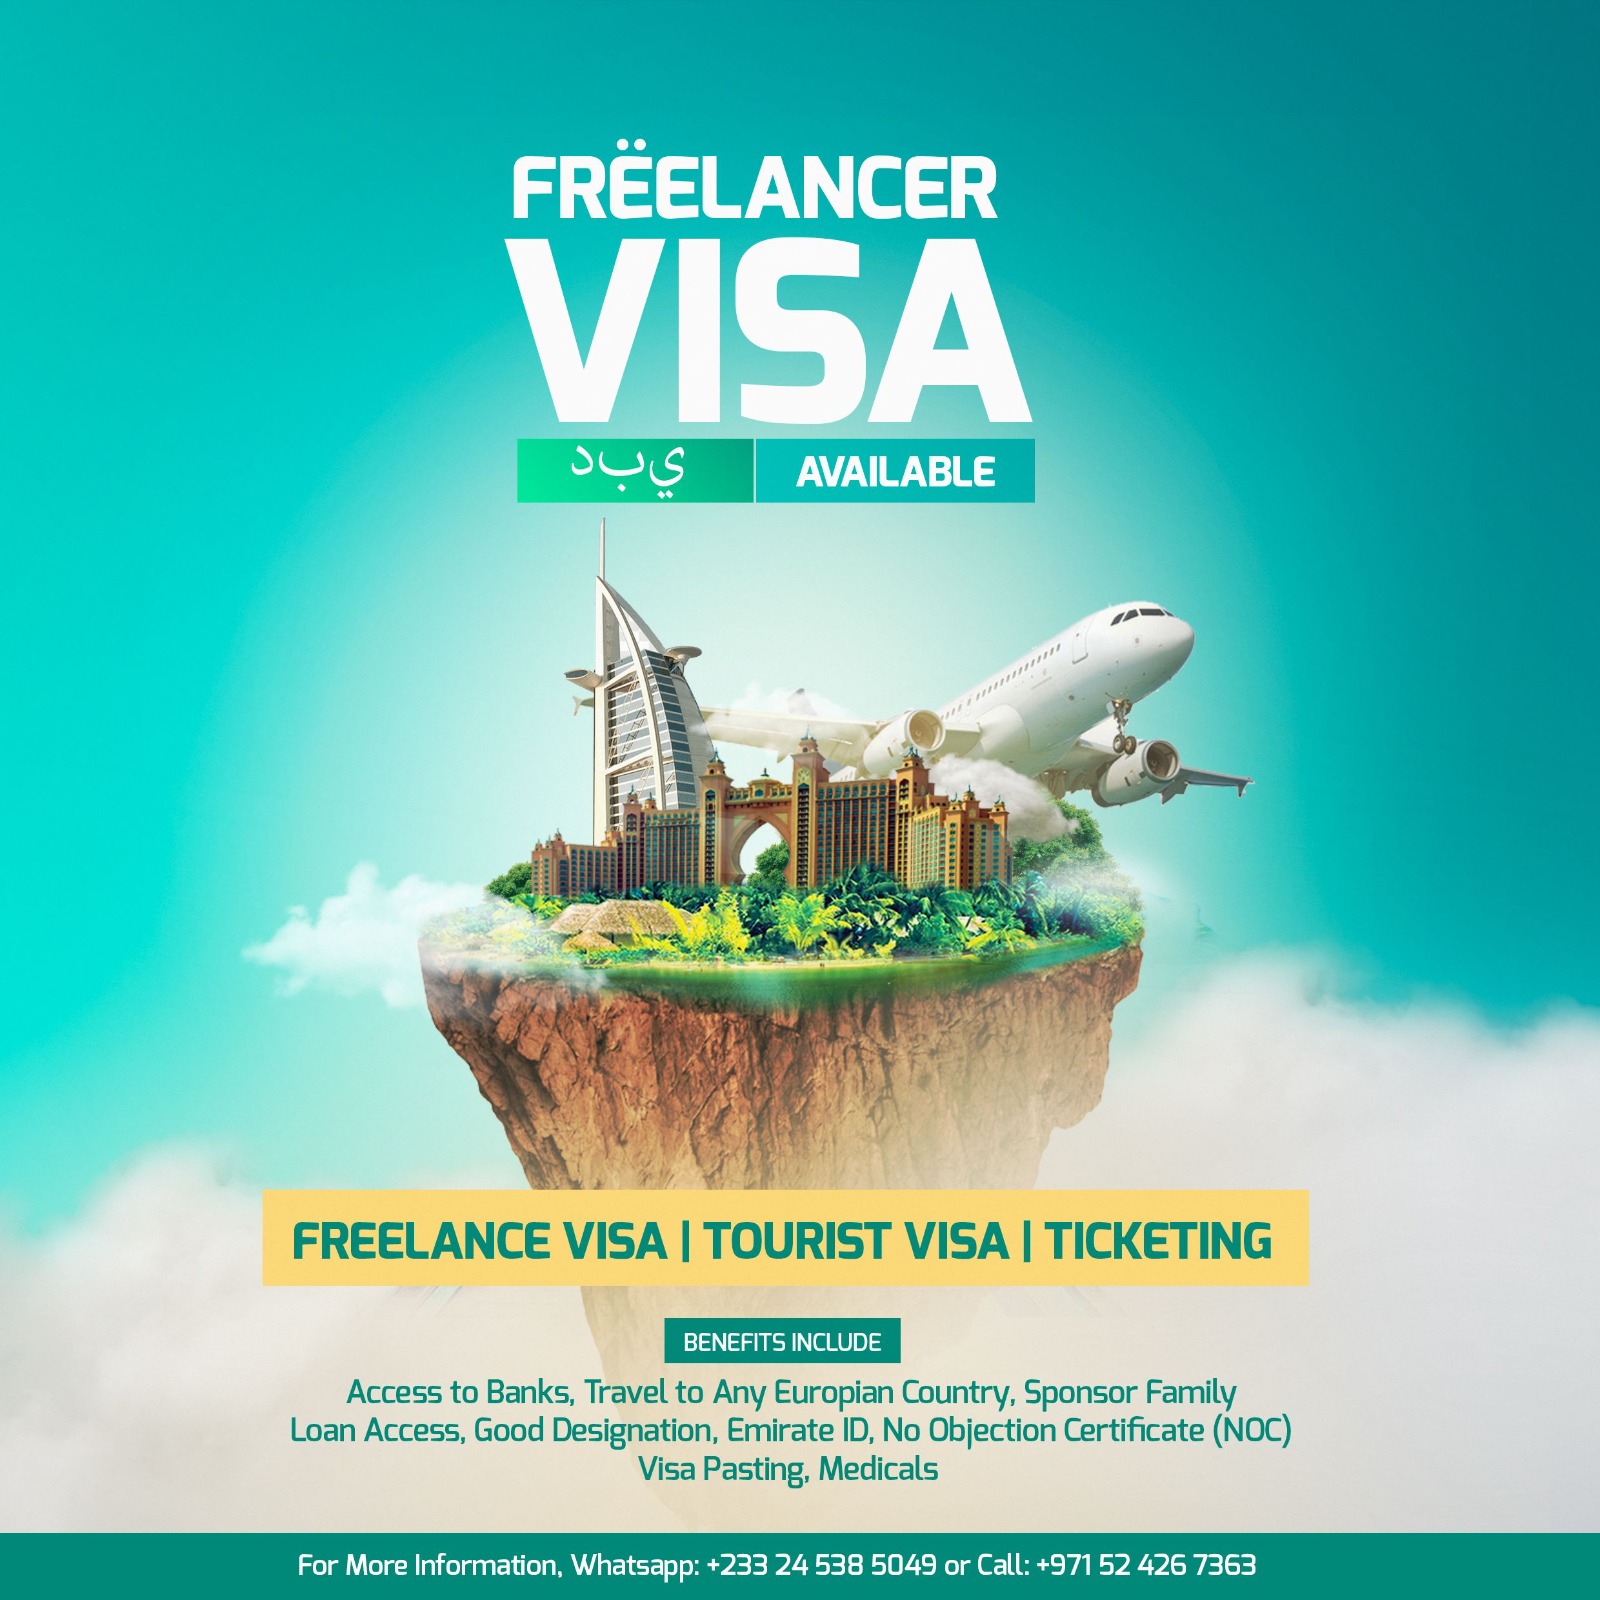 FRËELANCER
VISA
د ب ي
AVAILABLE
FREELANCE VISA | TOURIST VISA | TICKETING
BENEFITS INCLUDE
Access to Banks, Travel to Any Europian Country, Sponsor Family
Loan Access, Good Designation, Emirate ID, No Objection Certificate (NOC)
Visa Pasting, Medicals
For More Information, Whatsapp: +233 24 538 5049 or Call: +971 52 426 7363